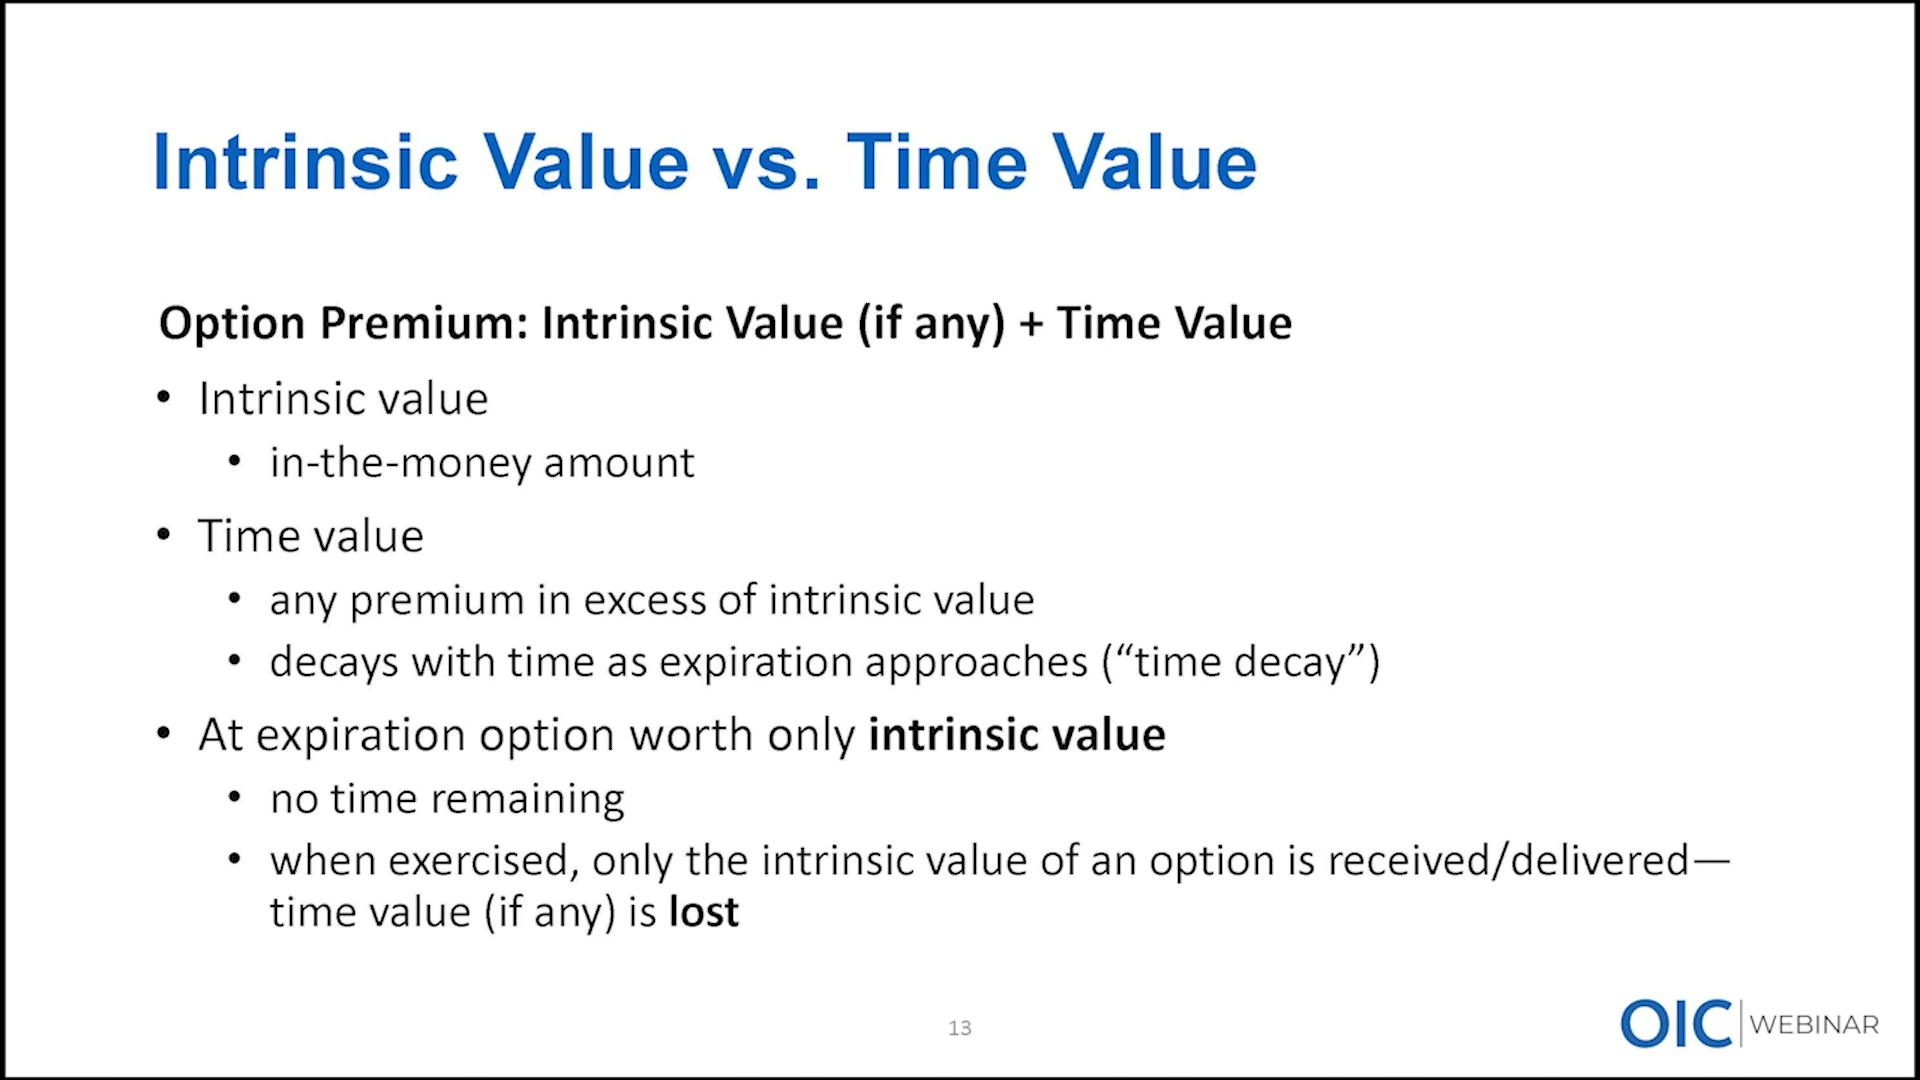 Intrinsic Value vs. Time Value
Option Premium: Intrinsic Value (if any) + Time Value
• Intrinsic value
• in-the-money amount
• Time value
• any premium in excess of intrinsic value
• decays with time as expiration approaches (“time decay”)
• At expiration option worth only intrinsic value
• no time remaining
• when exercised, only the intrinsic value of an option is received/delivered—
time value (if any) is lost
13
OIC | WEBINAR